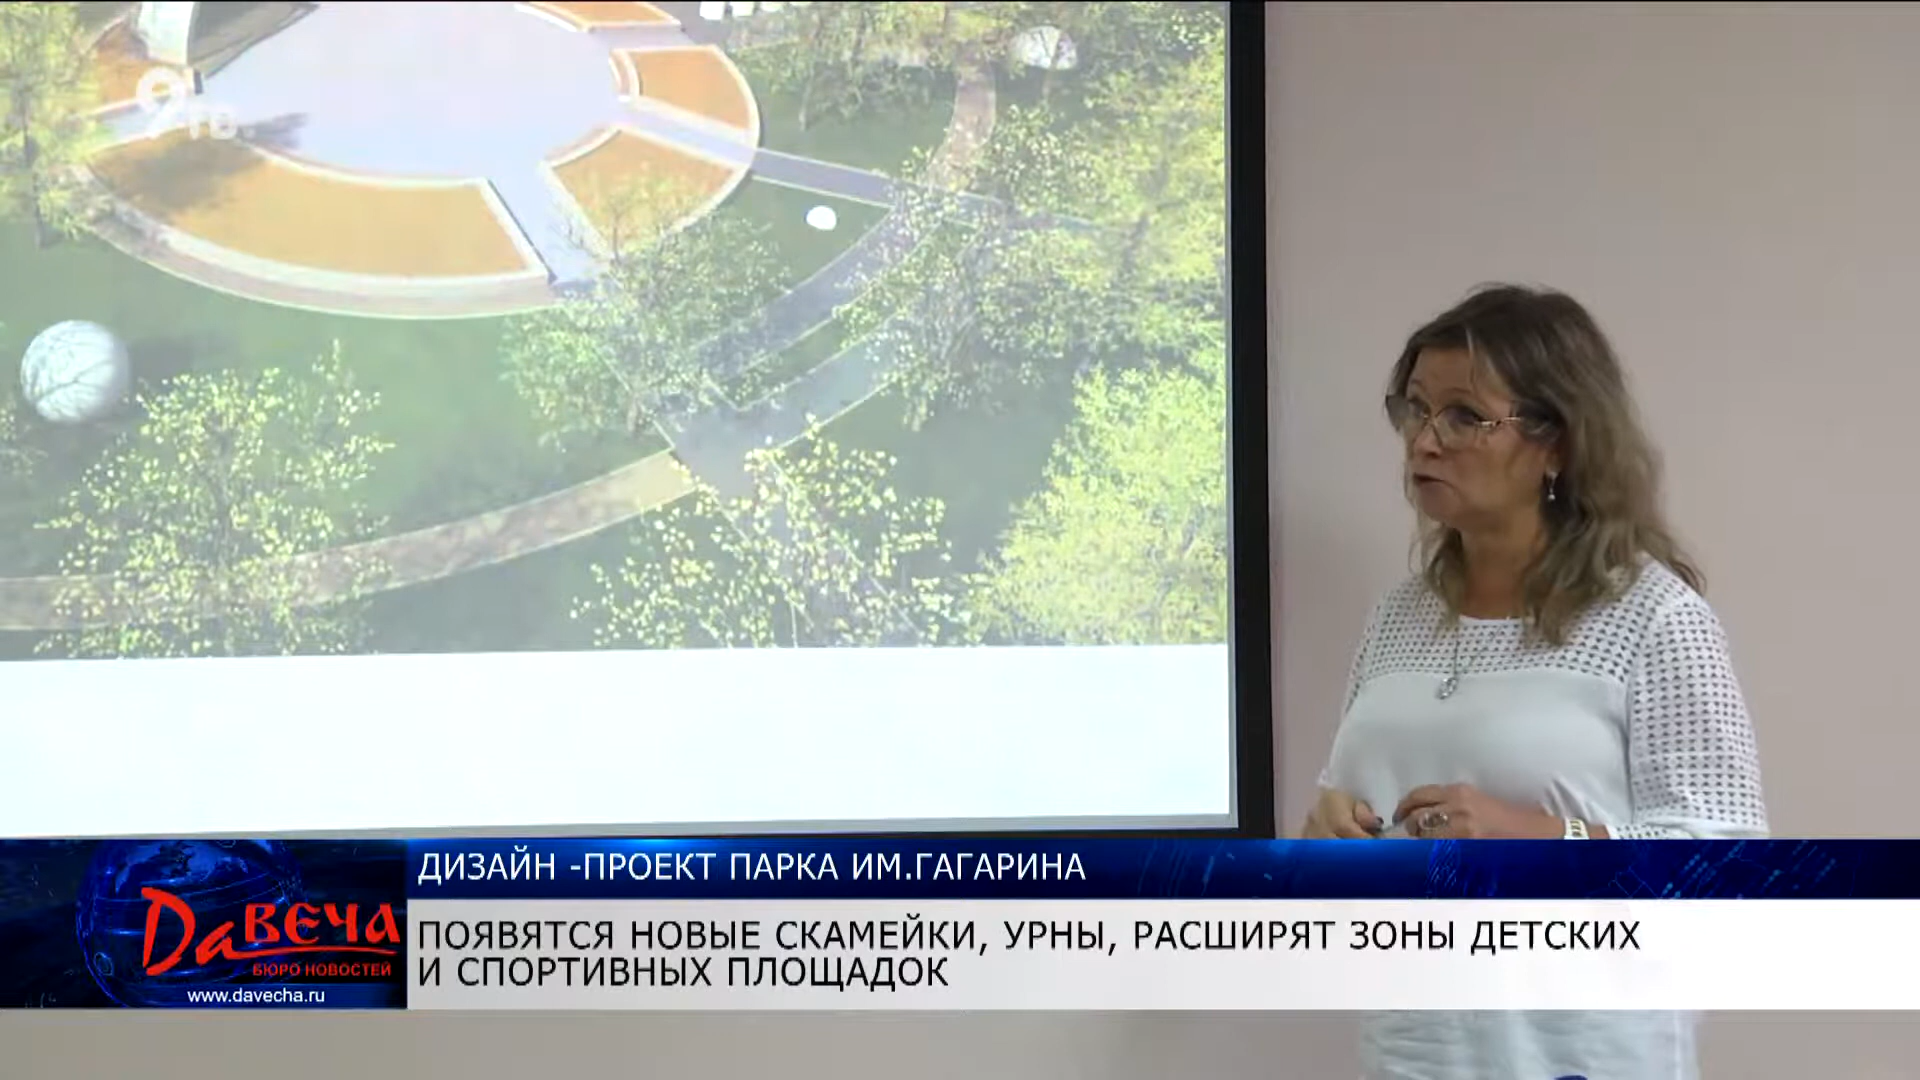 9тв.
ДИЗАЙН -ПРОЕКТ ПАРКА ИМ.ГАГАРИНА
ДаВЕЧА
БЮРО НОВОСТЕЙ
www.davecha.ru
ПОЯВЯТСЯ НОВЫЕ СКАМЕЙКИ, УРНЫ, РАСШИРЯТ ЗОНЫ ДЕТСКИХ
И СПОРТИВНЫХ ПЛОЩАДОК